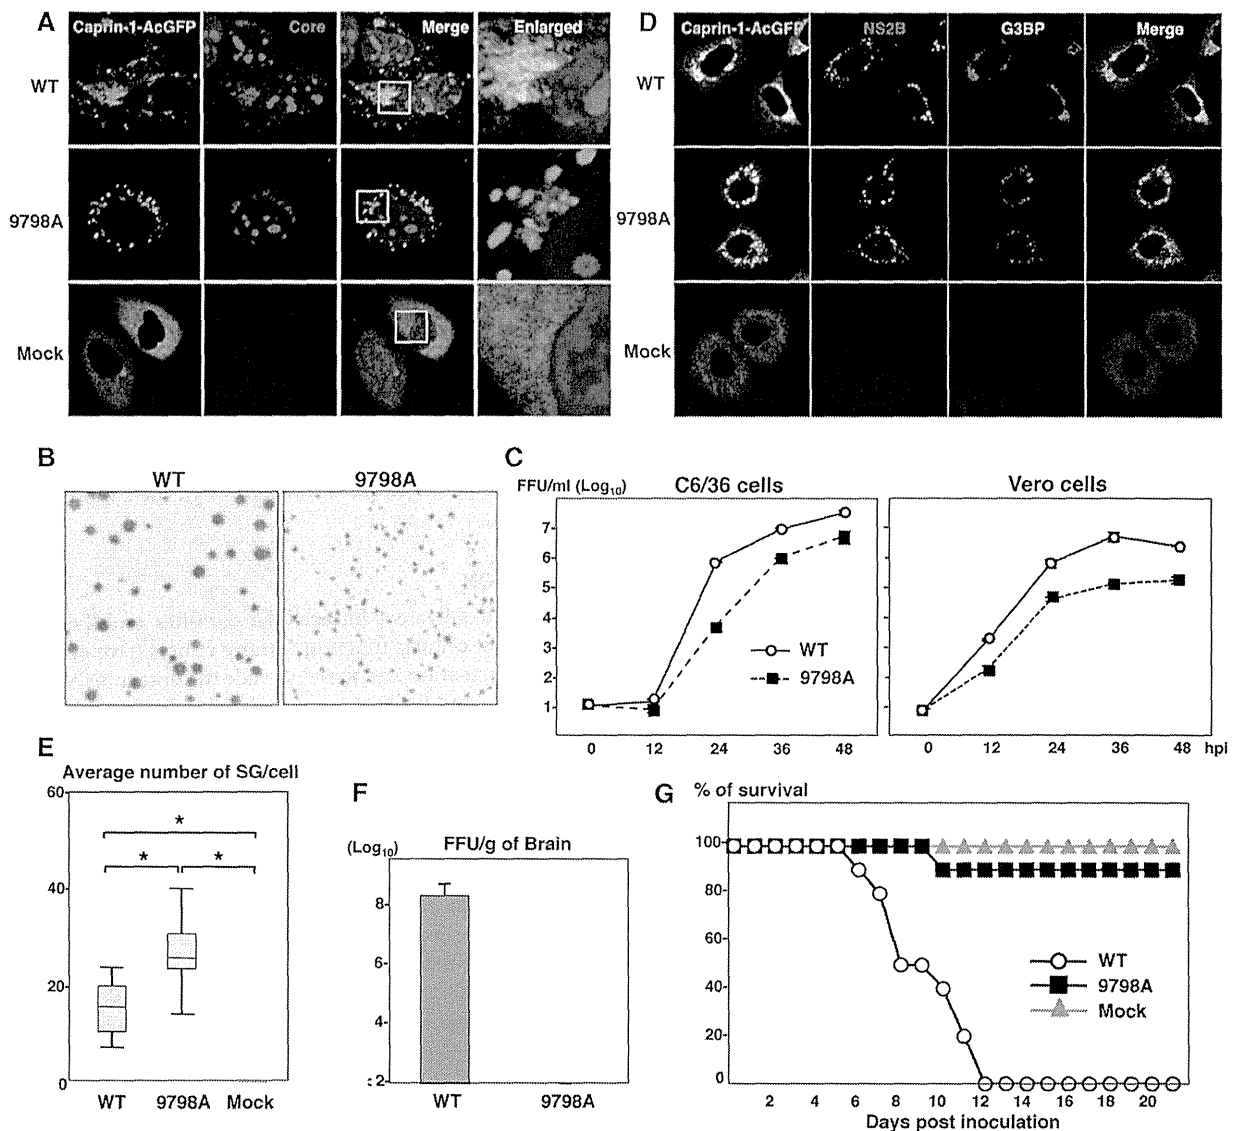 A
Caprin-1-AcGFP Core Merge Enlarged
WT
9798A
Mock
D
Caprin-1-AcGFP NS2B G3BP Merge
WT
9798A
Mock
B
WT 9798A
C
FFU/ml (Log10) C6/36 cells Vero cells
7
6
5
4
3
2
1
WT
9798A
0 12 24 36 48 0 12 24 36 48 hpi
E
Average number of SG/cell
60
40
20
0
* * *
WT 9798A Mock
F
(Log10) FFU/g of Brain
8
6
4
2
WT 9798A
G
% of survival
100
80
60
40
20
0
WT
9798A
Mock
2 4 6 8 10 12 14 16 18 20
Days post inoculation